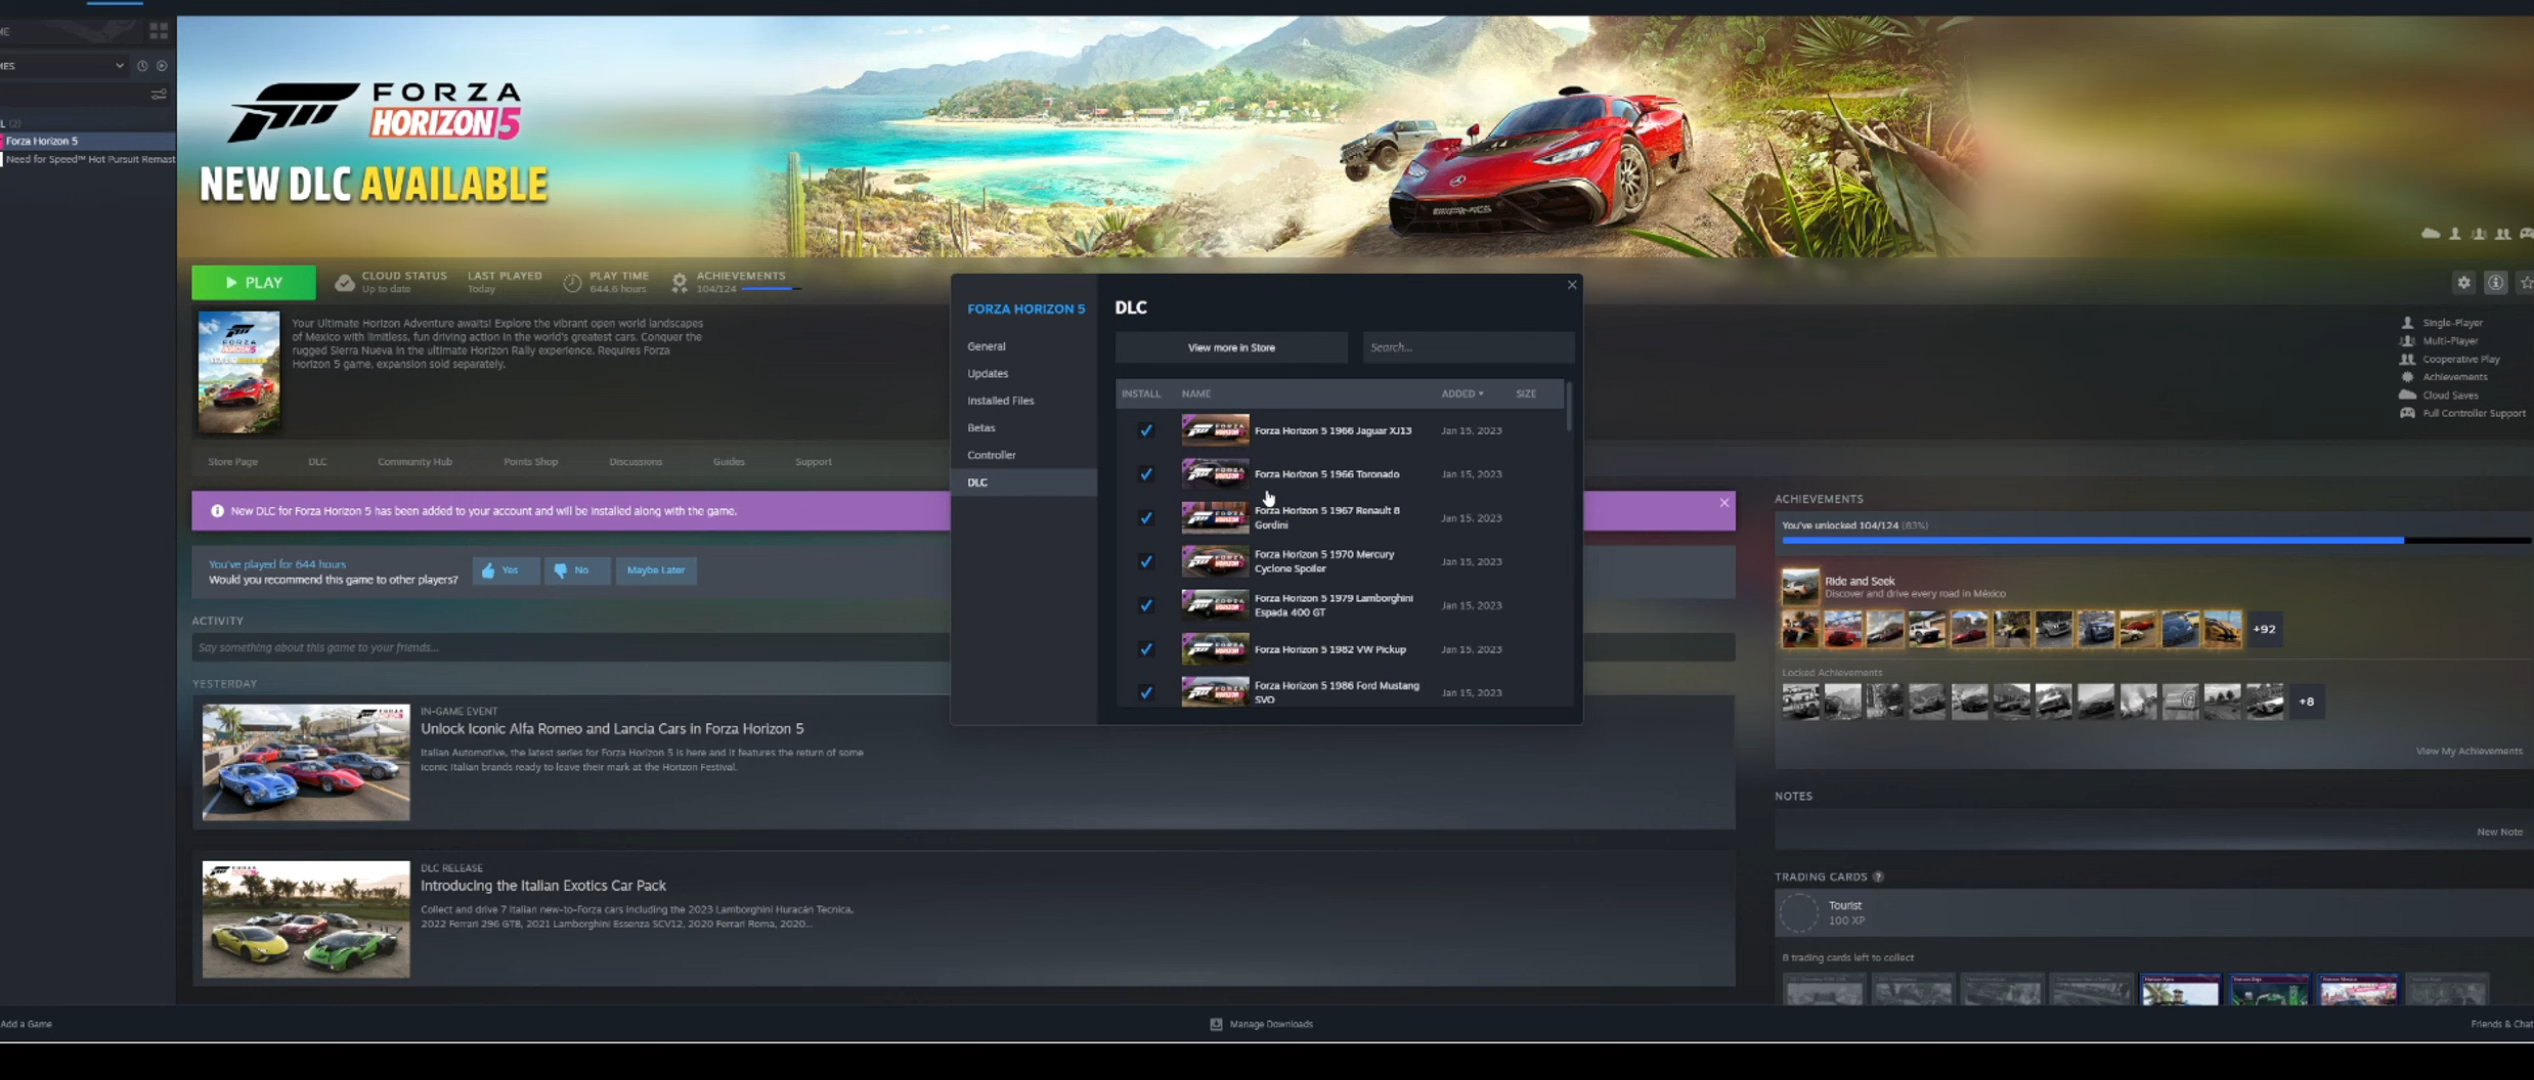 ME
MES
L (2)
Forza Horizon 5
Need for Speed™ Hot Pursuit Remast
FORZA
HORIZON 5
NEW DLC AVAILABLE
PLAY
CLOUD STATUS
Up to date
LAST PLAYED
Today
PLAY TIME
644.6 hours
ACHIEVEMENTS
104/124
Your Ultimate Horizon Adventure awaits! Explore the vibrant open world landscapes
of Mexico with limitless, fun driving action in the world's greatest cars. Conquer the
rugged Sierra Nueva in the ultimate Horizon Rally experience. Requires Forza
Horizon 5 game, expansion sold separately.
Single-Player
Multi-Player
Cooperative Play
Achievements
Cloud Saves
Full Controller Support
Store Page
DLC
Community Hub
Points Shop
Discussions
Guides
Support
New DLC for Forza Horizon 5 has been added to your account and will be installed along with the game.
You've played for 644 hours
Would you recommend this game to other players?
Yes
No
Maybe Later
ACTIVITY
Say something about this game to your friends...
YESTERDAY
IN-GAME EVENT
Unlock Iconic Alfa Romeo and Lancia Cars in Forza Horizon 5
Italian Automotive, the latest series for Forza Horizon 5 is here and it features the return of some
iconic Italian brands ready to leave their mark at the Horizon Festival.
DLC RELEASE
Introducing the Italian Exotics Car Pack
Collect and drive 7 Italian new-to-Forza cars including the 2023 Lamborghini Huracán Tecnica,
2022 Ferrari 296 GTB, 2021 Lamborghini Essenza SCV12, 2020 Ferrari Roma, 2020...
FORZA HORIZON 5
General
Updates
Installed Files
Betas
Controller
DLC
DLC
View more in Store
Search...
INSTALL NAME ADDED SIZE
Forza Horizon 5 1966 Jaguar XJ13 Jan 15, 2023
Forza Horizon 5 1966 Toronado Jan 15, 2023
Forza Horizon 5 1967 Renault 8
Gordini
Jan 15, 2023
Forza Horizon 5 1970 Mercury
Cyclone Spoiler
Jan 15, 2023
Forza Horizon 5 1979 Lamborghini
Espada 400 GT
Jan 15, 2023
Forza Horizon 5 1982 VW Pickup Jan 15, 2023
Forza Horizon 5 1986 Ford Mustang
SVO
Jan 15, 2023
ACHIEVEMENTS
You've unlocked 104/124 (83%)
Ride and Seek
Discover and drive every road in México
+92
Locked Achievements
+8
View My Achievements
NOTES
New Note
TRADING CARDS
Tourist
100 XP
8 trading cards left to collect
Add a Game
Manage Downloads
Friends & Chat